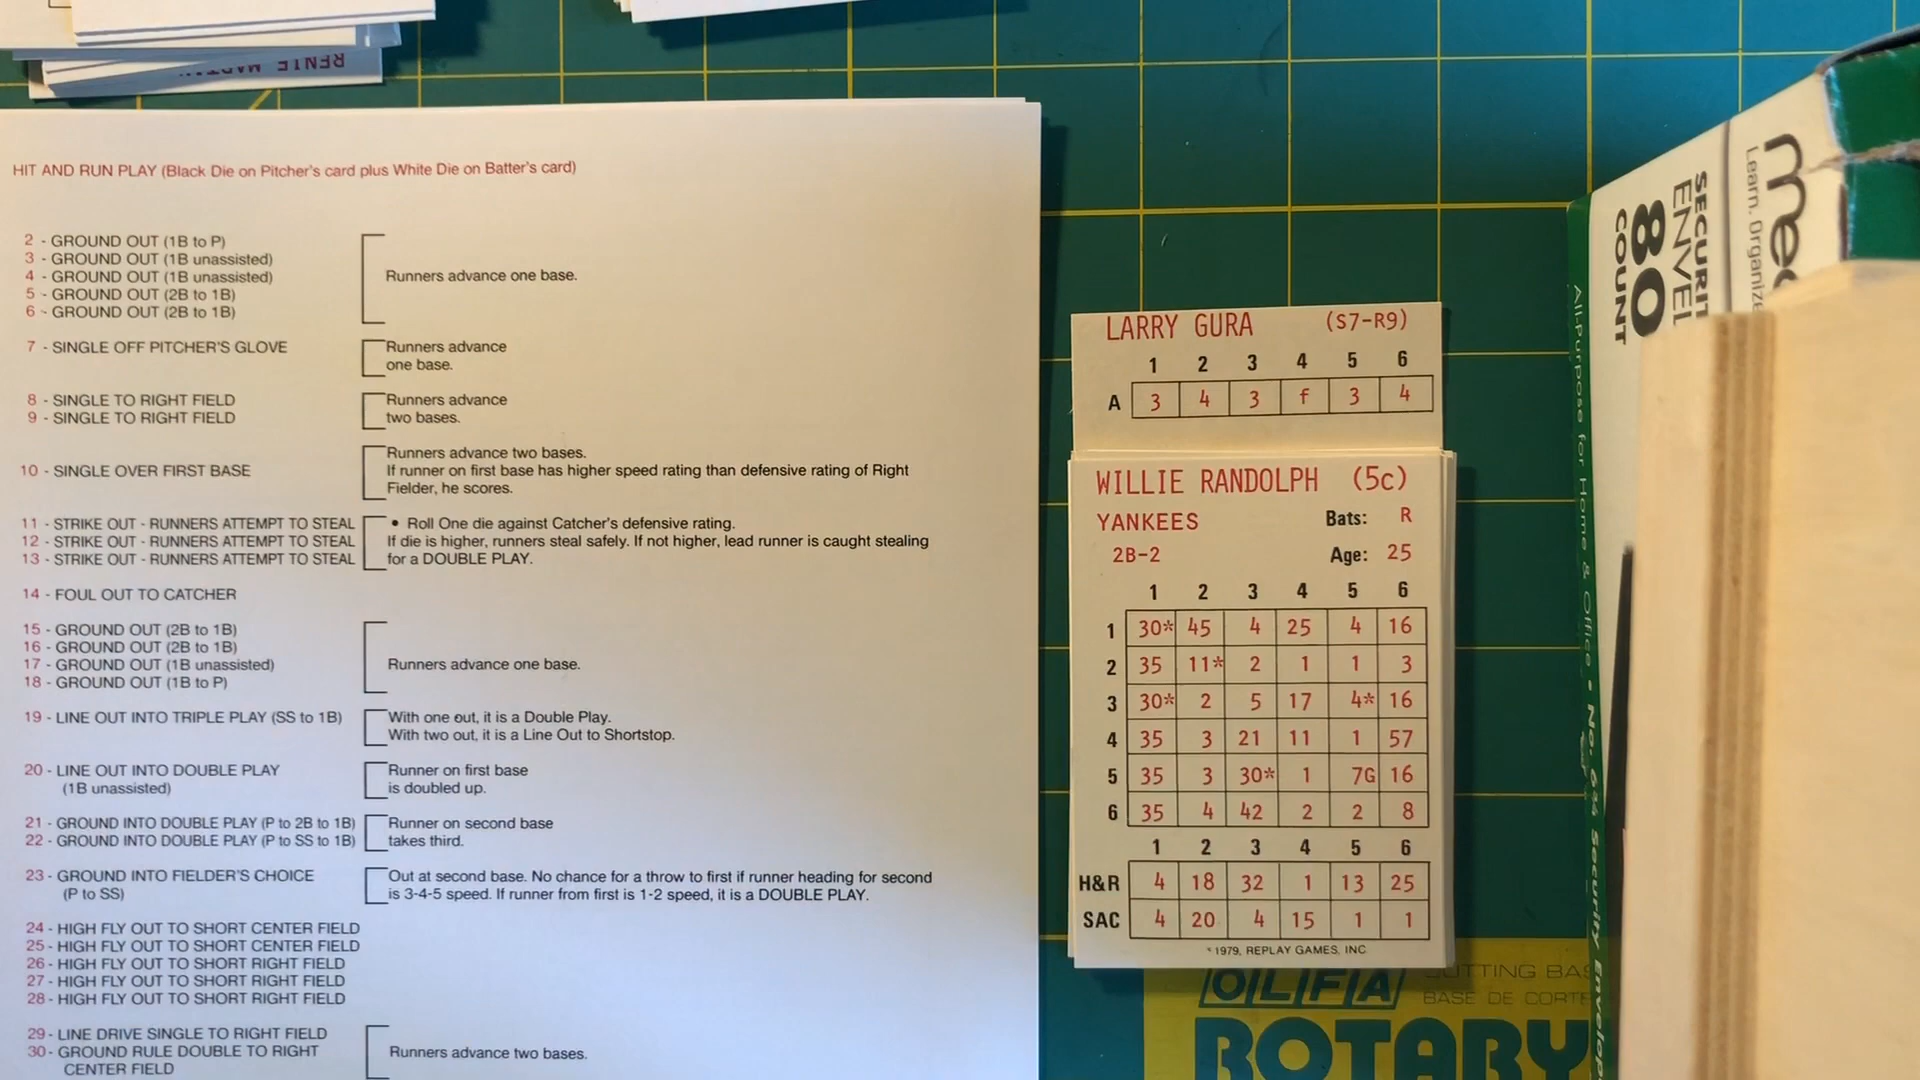 RENIE
HIT AND RUN PLAY (Black Die on Pitcher's card plus White Die on Batter's card)
2 - GROUND OUT (1B to P)
3 - GROUND OUT (1B unassisted)
4 - GROUND OUT (1B unassisted)
5 - GROUND OUT (2B to 1B)
6 - GROUND OUT (2B to 1B)
Runners advance one base.
7 - SINGLE OFF PITCHER'S GLOVE
Runners advance
one base.
8 - SINGLE TO RIGHT FIELD
9 - SINGLE TO RIGHT FIELD
Runners advance
two bases.
10 - SINGLE OVER FIRST BASE
Runners advance two bases.
If runner on first base has higher speed rating than defensive rating of Right
Fielder, he scores.
11 - STRIKE OUT - RUNNERS ATTEMPT TO STEAL
12 - STRIKE OUT - RUNNERS ATTEMPT TO STEAL
13 - STRIKE OUT - RUNNERS ATTEMPT TO STEAL
• Roll One die against Catcher's defensive rating.
If die is higher, runners steal safely. If not higher, lead runner is caught stealing
for a DOUBLE PLAY.
14 - FOUL OUT TO CATCHER
15 - GROUND OUT (2B to 1B)
16 - GROUND OUT (2B to 1B)
17 - GROUND OUT (1B unassisted)
18 - GROUND OUT (1B to P)
Runners advance one base.
19 - LINE OUT INTO TRIPLE PLAY (SS to 1B)
With one out, it is a Double Play.
With two out, it is a Line Out to Shortstop.
20 - LINE OUT INTO DOUBLE PLAY
(1B unassisted)
Runner on first base
is doubled up.
21 - GROUND INTO DOUBLE PLAY (P to 2B to 1B)
22 - GROUND INTO DOUBLE PLAY (P to SS to 1B)
Runner on second base
takes third.
23 - GROUND INTO FIELDER'S CHOICE
(P to SS)
Out at second base. No chance for a throw to first if runner heading for second
is 3-4-5 speed. If runner from first is 1-2 speed, it is a DOUBLE PLAY.
24 - HIGH FLY OUT TO SHORT CENTER FIELD
25 - HIGH FLY OUT TO SHORT CENTER FIELD
26 - HIGH FLY OUT TO SHORT RIGHT FIELD
27 - HIGH FLY OUT TO SHORT RIGHT FIELD
28 - HIGH FLY OUT TO SHORT RIGHT FIELD
29 - LINE DRIVE SINGLE TO RIGHT FIELD
30 - GROUND RULE DOUBLE TO RIGHT
CENTER FIELD
Runners advance two bases.
LARRY GURA (S7-R9)
1 2 3 4 5 6
A 3 4 3 f 3 4
WILLIE RANDOLPH (5c)
YANKEES Bats: R
2B-2 Age: 25
1 2 3 4 5 6
1 30* 45 4 25 4 16
2 35 11* 2 1 1 3
3 30* 2 5 17 4* 16
4 35 3 21 11 1 57
5 35 3 30* 1 7G 16
6 35 4 42 2 2 8
1 2 3 4 5 6
H&R 4 18 32 1 13 25
SAC 4 20 4 15 1 1
* 1979, REPLAY GAMES, INC
OLFA
BASE DE
ROTARY
SECURITY
80
COUNT
Learn. Organize
All-Purpose for Home & Office • No. 6¾ Security Envelopes